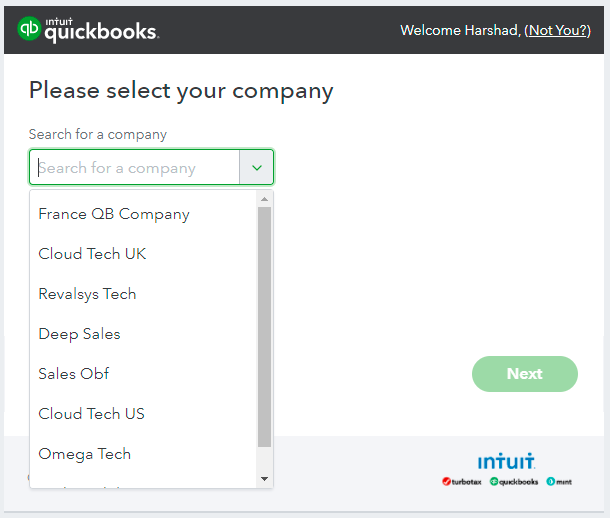 intuit
quickbooks.
Welcome Harshad, (Not You?)
Please select your company
Search for a company
Search for a company
France QB Company
Cloud Tech UK
Revalsys Tech
Deep Sales
Sales Obf
Cloud Tech US
Omega Tech
Next
intuit.
turbotax quickbooks mint